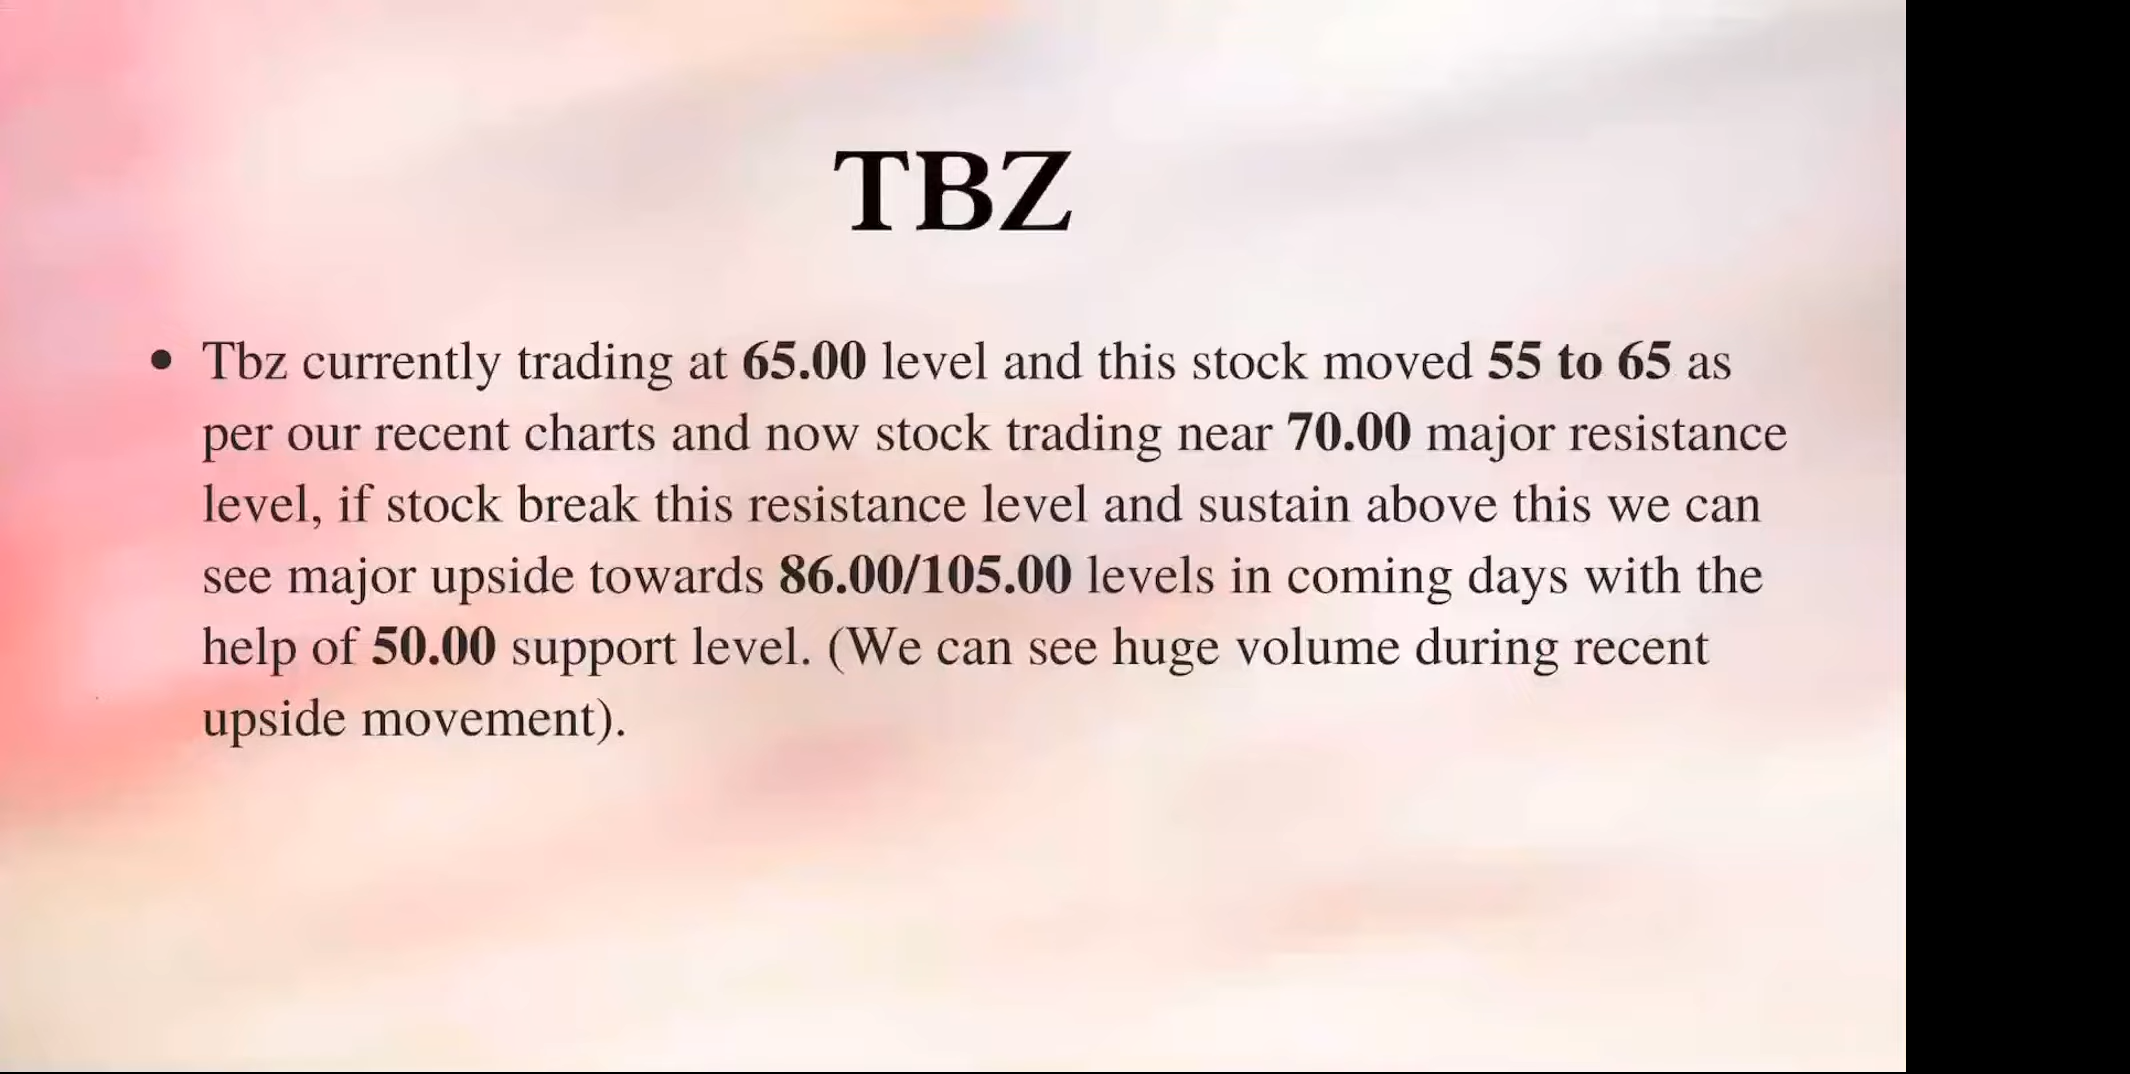 TBZ
• Tbz currently trading at 65.00 level and this stock moved 55 to 65 as
per our recent charts and now stock trading near 70.00 major resistance
level, if stock break this resistance level and sustain above this we can
see major upside towards 86.00/105.00 levels in coming days with the
help of 50.00 support level. (We can see huge volume during recent
upside movement).